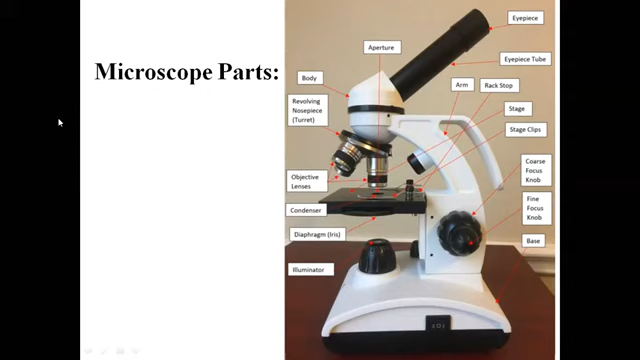 Microscope Parts:
Eyepiece
Aperture
Eyepiece Tube
Body
Arm
Rack Stop
Revolving
Nosepiece
(Turret)
Stage
Stage Clips
Coarse
Focus
Knob
Objective
Lenses
Fine
Focus
Knob
Condenser
Diaphragm (Iris)
Base
Illuminator